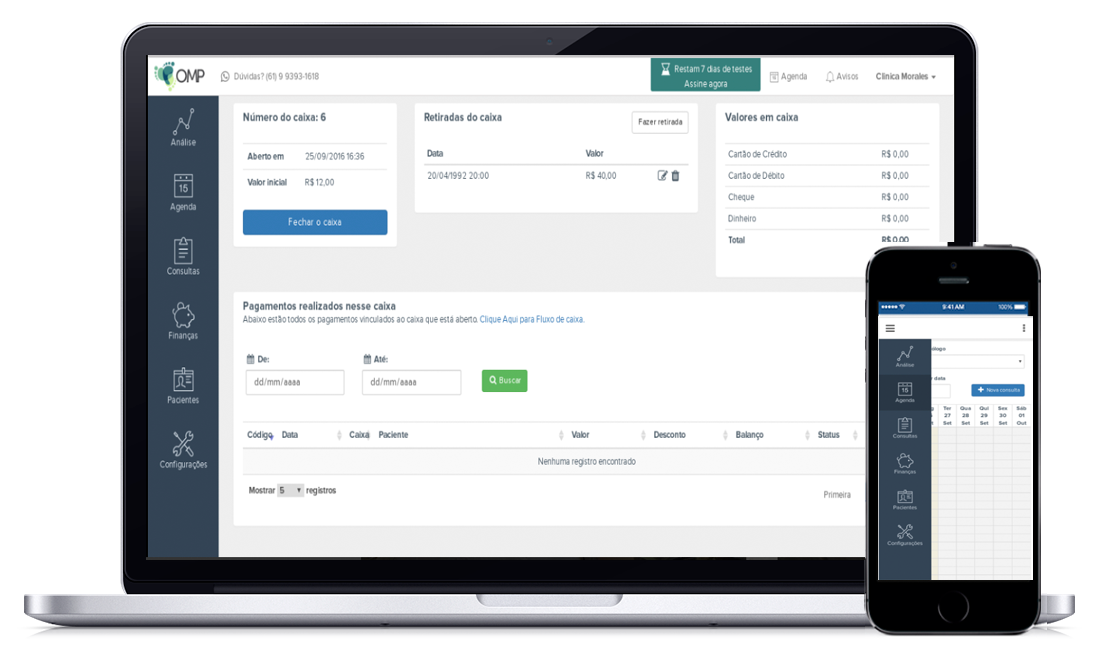 OMP
Dúvidas? (61) 9 9393-1618
Restam 7 dias de testes
Assine agora
Agenda
Avisos
Clínica Morales
Análise
15
Agenda
Consultas
Finanças
Pacientes
Configurações
Número do caixa: 6
Aberto em 25/09/2016 16:36
Valor inicial R$ 12,00
Fechar o caixa
Retiradas do caixa
Fazer retirada
Data Valor
20/04/1992 20:00 R$ 40,00
Valores em caixa
Cartão de Crédito R$ 0,00
Cartão de Débito R$ 0,00
Cheque R$ 0,00
Dinheiro R$ 0,00
Total R$ 0,00
Pagamentos realizados nesse caixa
Abaixo estão todos os pagamentos vinculados ao caixa que está aberto. Clique Aqui para Fluxo de caixa.
De: Até:
dd/mm/aaaa dd/mm/aaaa Buscar
Código Data Caixa Paciente Valor Desconto Balanço Status
Nenhuma registro encontrado
Mostrar 5 registros
Primeira
9:41 AM 100%
Análise
15
Agenda
Consultas
Finanças
Pacientes
Configurações
data
Nova consulta
Ter Qua Qui Sex Sáb
27 28 29 30 01
Set Set Set Set Out